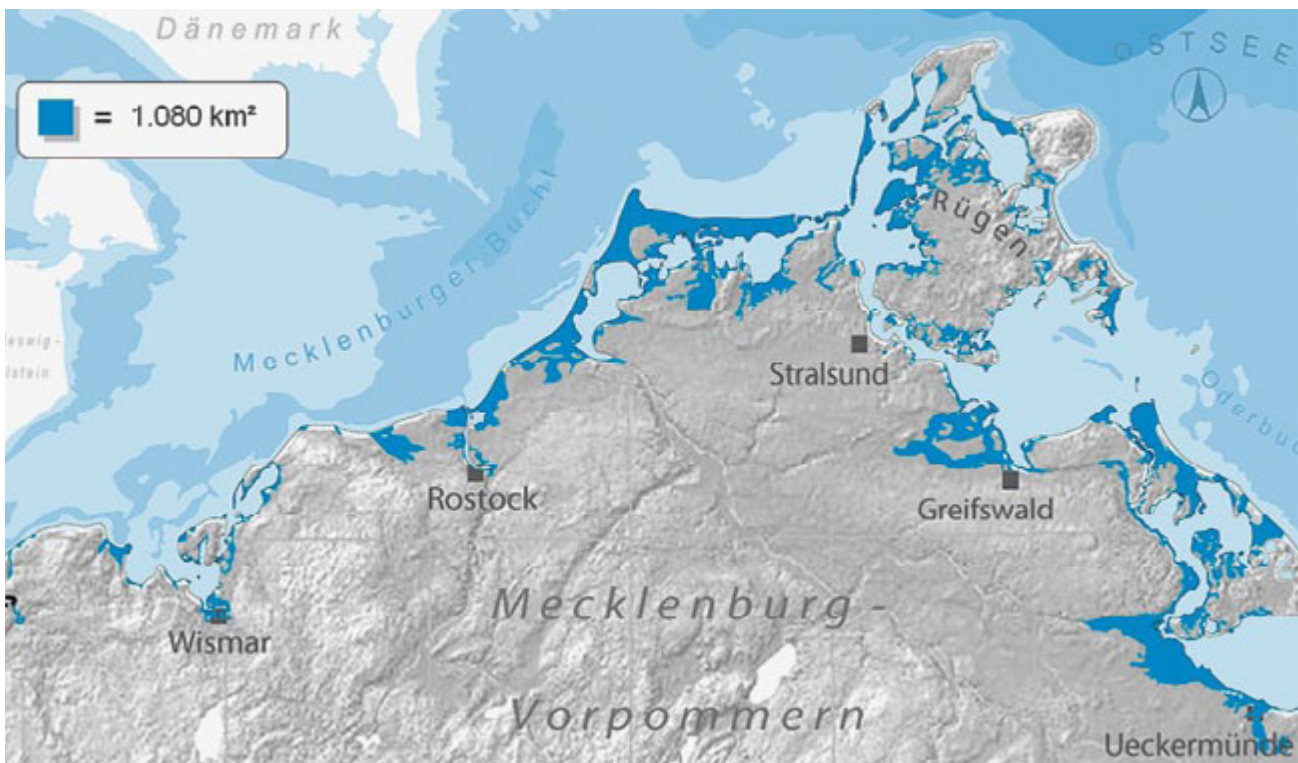 Dänemark
OSTSEE
= 1.080 km²
Rügen
Mecklenburger Bucht
Stralsund
Rostock
Greifswald
Mecklenburg -
Wismar
Vorpommern
Ueckermünde